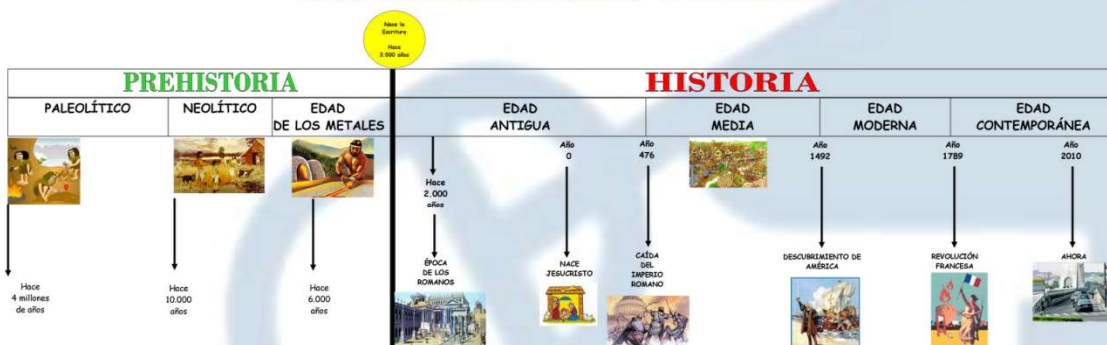 Nace la
Escritura
Hace
3.000 años
PREHISTORIA
HISTORIA
PALEOLÍTICO
NEOLÍTICO
EDAD
DE LOS METALES
EDAD
ANTIGUA
EDAD
MEDIA
EDAD
MODERNA
EDAD
CONTEMPORÁNEA
Año
0
Año
476
Año
1492
Año
1789
Año
2010
Hace
2.000
años
Hace
4 millones
de años
Hace
10.000
años
Hace
6.000
años
ÉPOCA
DE LOS
ROMANOS
NACE
JESUCRISTO
CAÍDA
DEL
IMPERIO
ROMANO
DESCUBRIMIENTO DE
AMÉRICA
REVOLUCIÓN
FRANCESA
AHORA